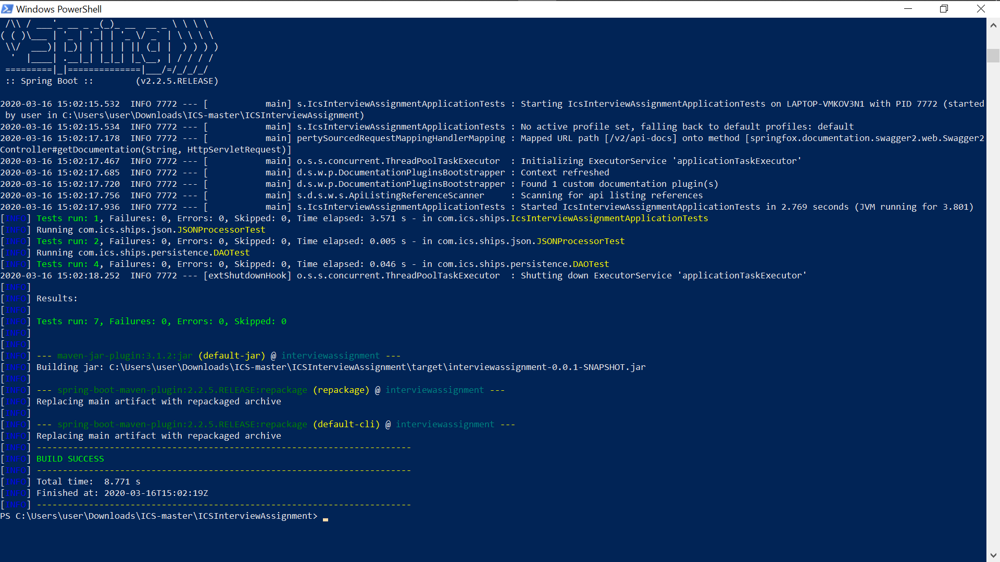 Windows PowerShell
 /\\ / ___'_ __ _ _(_)_ __  __ _ \ \ \ \
( ( )\___ | '_ | '_| | '_ \/ _` | \ \ \ \
 \\/  ___)| |_)| | | | | || (_| |  ) ) ) )
  '  |____| .__|_| |_|_| |_\__, | / / / /
 =========|_|==============|___/=/_/_/_/
 :: Spring Boot ::        (v2.2.5.RELEASE)
2020-03-16 15:02:15.532  INFO 7772 --- [           main] s.IcsInterviewAssignmentApplicationTests : Starting IcsInterviewAssignmentApplicationTests on LAPTOP-VMKOV3N1 with PID 7772 (started
 by user in C:\Users\user\Downloads\ICS-master\ICSInterviewAssignment)
2020-03-16 15:02:15.534  INFO 7772 --- [           main] s.IcsInterviewAssignmentApplicationTests : No active profile set, falling back to default profiles: default
2020-03-16 15:02:17.178  INFO 7772 --- [           main] pertySourcedRequestMappingHandlerMapping : Mapped URL path [/v2/api-docs] onto method [springfox.documentation.swagger2.web.Swagger2
Controller#getDocumentation(String, HttpServletRequest)]
2020-03-16 15:02:17.467  INFO 7772 --- [           main] o.s.s.concurrent.ThreadPoolTaskExecutor  : Initializing ExecutorService 'applicationTaskExecutor'
2020-03-16 15:02:17.685  INFO 7772 --- [           main] d.s.w.p.DocumentationPluginsBootstrapper : Context refreshed
2020-03-16 15:02:17.720  INFO 7772 --- [           main] d.s.w.p.DocumentationPluginsBootstrapper : Found 1 custom documentation plugin(s)
2020-03-16 15:02:17.756  INFO 7772 --- [           main] s.d.s.w.s.ApiListingReferenceScanner     : Scanning for api listing references
2020-03-16 15:02:17.936  INFO 7772 --- [           main] s.IcsInterviewAssignmentApplicationTests : Started IcsInterviewAssignmentApplicationTests in 2.769 seconds (JVM running for 3.801)
[INFO] Tests run: 1, Failures: 0, Errors: 0, Skipped: 0, Time elapsed: 3.571 s - in com.ics.ships.IcsInterviewAssignmentApplicationTests
[INFO] Running com.ics.ships.json.JSONProcessorTest
[INFO] Tests run: 2, Failures: 0, Errors: 0, Skipped: 0, Time elapsed: 0.005 s - in com.ics.ships.json.JSONProcessorTest
[INFO] Running com.ics.ships.persistence.DAOTest
[INFO] Tests run: 4, Failures: 0, Errors: 0, Skipped: 0, Time elapsed: 0.046 s - in com.ics.ships.persistence.DAOTest
2020-03-16 15:02:18.252  INFO 7772 --- [extShutdownHook] o.s.s.concurrent.ThreadPoolTaskExecutor  : Shutting down ExecutorService 'applicationTaskExecutor'
[INFO]
[INFO] Results:
[INFO]
[INFO] Tests run: 7, Failures: 0, Errors: 0, Skipped: 0
[INFO]
[INFO]
[INFO] --- maven-jar-plugin:3.1.2:jar (default-jar) @ interviewassignment ---
[INFO] Building jar: C:\Users\user\Downloads\ICS-master\ICSInterviewAssignment\target\interviewassignment-0.0.1-SNAPSHOT.jar
[INFO]
[INFO] --- spring-boot-maven-plugin:2.2.5.RELEASE:repackage (repackage) @ interviewassignment ---
[INFO] Replacing main artifact with repackaged archive
[INFO]
[INFO] --- spring-boot-maven-plugin:2.2.5.RELEASE:repackage (default-cli) @ interviewassignment ---
[INFO] Replacing main artifact with repackaged archive
[INFO] ------------------------------------------------------------------------
[INFO] BUILD SUCCESS
[INFO] ------------------------------------------------------------------------
[INFO] Total time:  8.771 s
[INFO] Finished at: 2020-03-16T15:02:19Z
[INFO] ------------------------------------------------------------------------
PS C:\Users\user\Downloads\ICS-master\ICSInterviewAssignment>